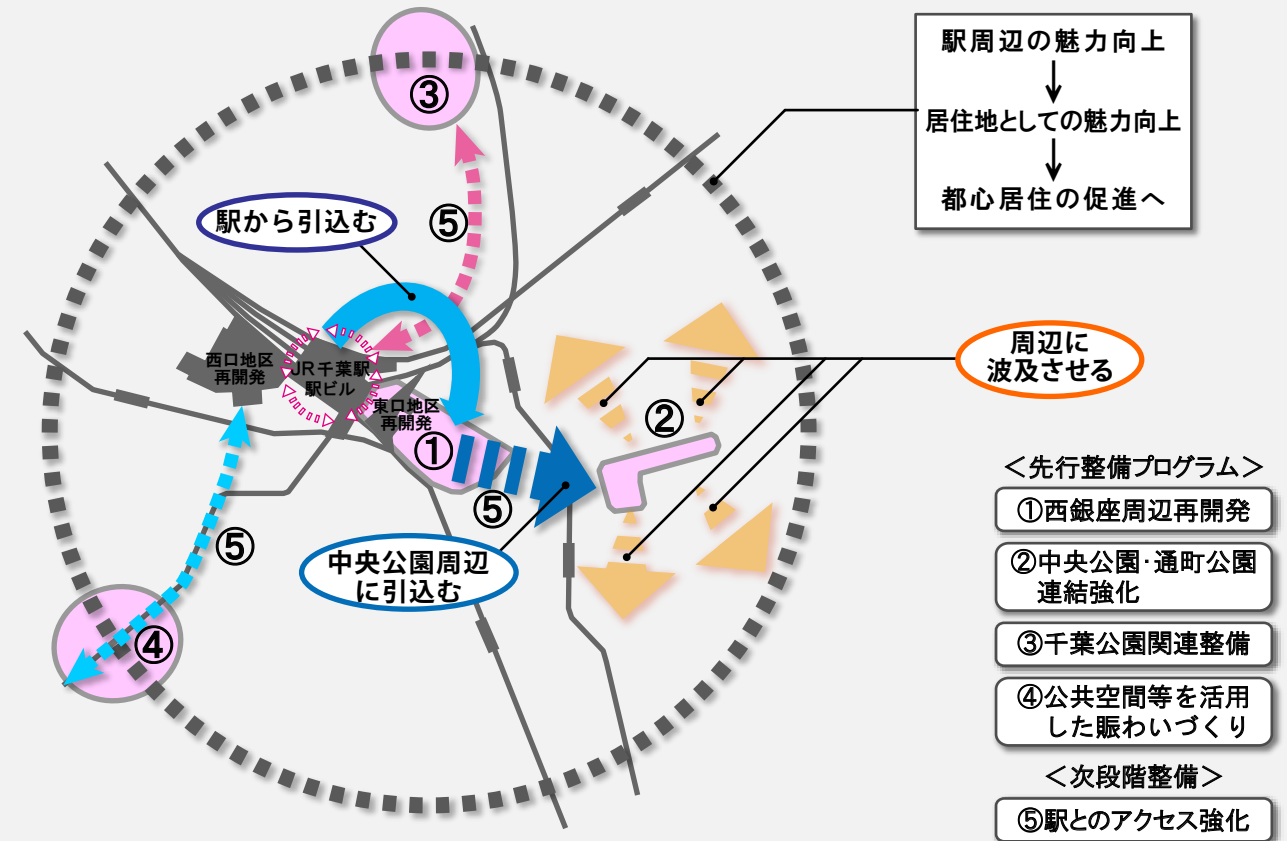 駅周辺の魅力向上
居住地としての魅力向上
都心居住の促進へ
③
⑤
駅から引込む
西口地区
再開発
JR千葉駅
駅ビル
東口地区
再開発
①
⑤
②
周辺に
波及させる
中央公園周辺
に引込む
⑤
④
＜先行整備プログラム＞
①西銀座周辺再開発
②中央公園・通町公園
連結強化
③千葉公園関連整備
④公共空間等を活用
した賑わいづくり
＜次段階整備＞
⑤駅とのアクセス強化